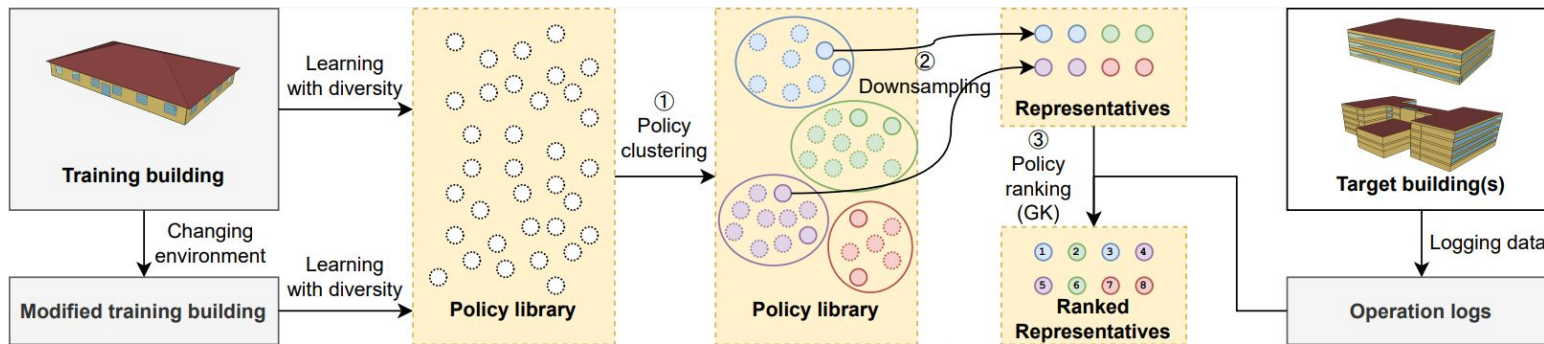 Training building
Changing
environment
Modified training building
Learning
with diversity
Learning
with diversity
Policy library
①
Policy
clustering
Policy library
②
Downsampling
Representatives
③
Policy
ranking
(GK)
1 2 3 4
5 6 7 8
Ranked
Representatives
Target building(s)
Logging data
Operation logs